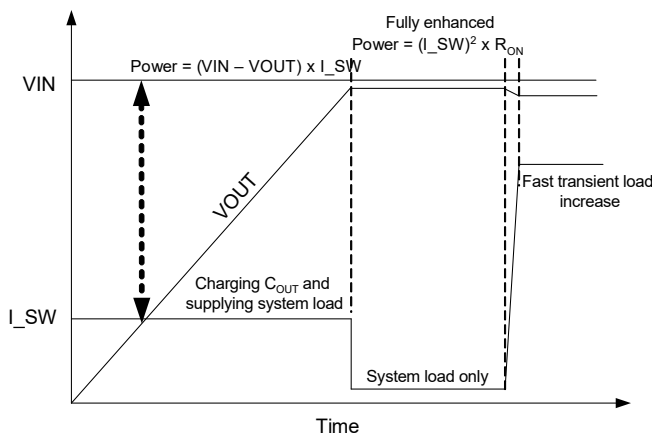 Fully enhanced
Power = (VIN – VOUT) x I_SW
Power = (I_SW)² x R_ON
VIN
VOUT
Fast transient load
increase
Charging C_OUT and
supplying system load
I_SW
System load only
Time